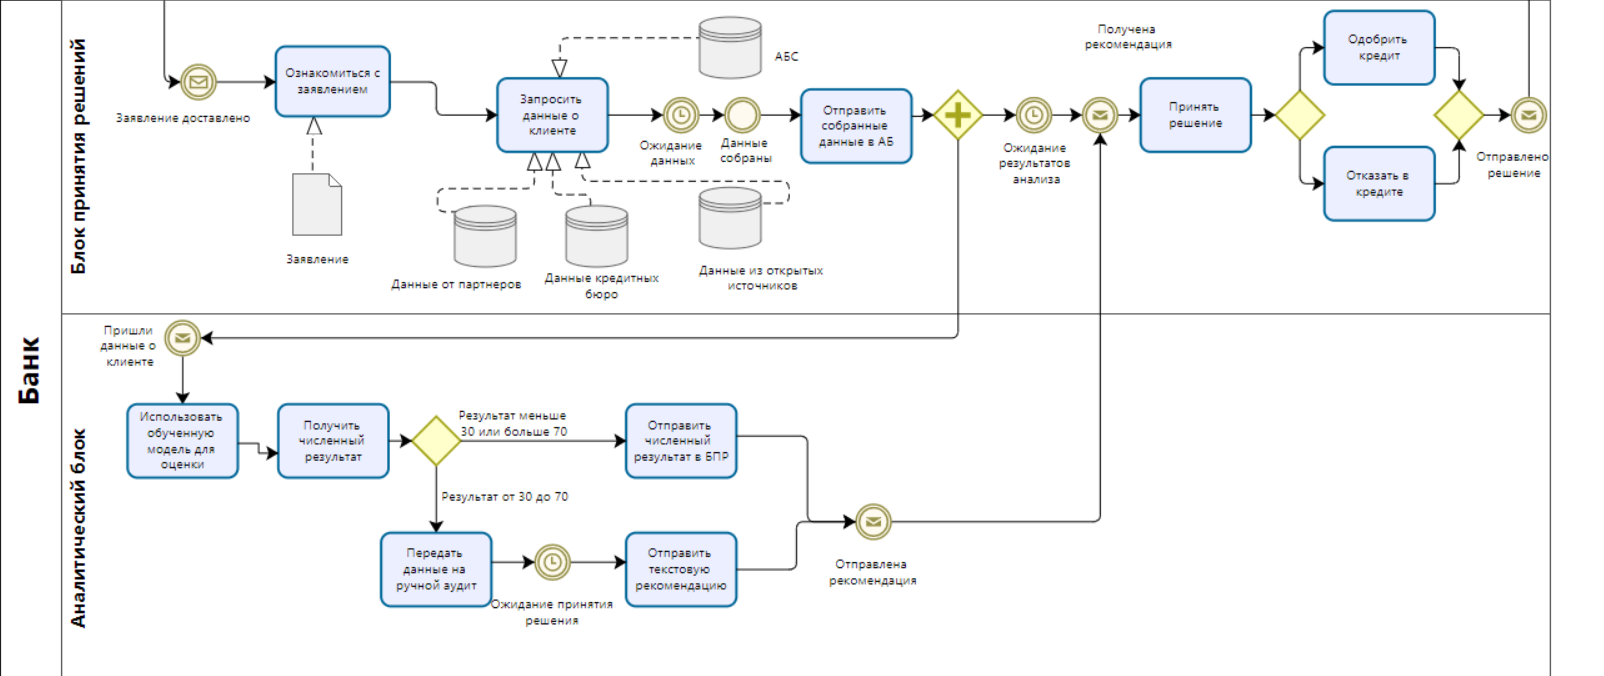 Банк
Блок принятия решений
Заявление доставлено
Ознакомиться с
заявлением
Заявление
Запросить
данные о
клиенте
АБС
Данные от партнеров
Данные кредитных
бюро
Данные из открытых
источников
Ожидание
данных
Данные
собраны
Отправить
собранные
данные в АБ
Ожидание
результатов
анализа
Получена
рекомендация
Принять
решение
Одобрить
кредит
Отказать в
кредите
Отправлено
решение
Аналитический блок
Пришли
данные о
клиенте
Использовать
обученную
модель для
оценки
Получить
численный
результат
Результат меньше
30 или больше 70
Отправить
численный
результат в БПР
Результат от 30 до 70
Передать
данные на
ручной аудит
Ожидание принятия
решения
Отправить
текстовую
рекомендацию
Отправлена
рекомендация